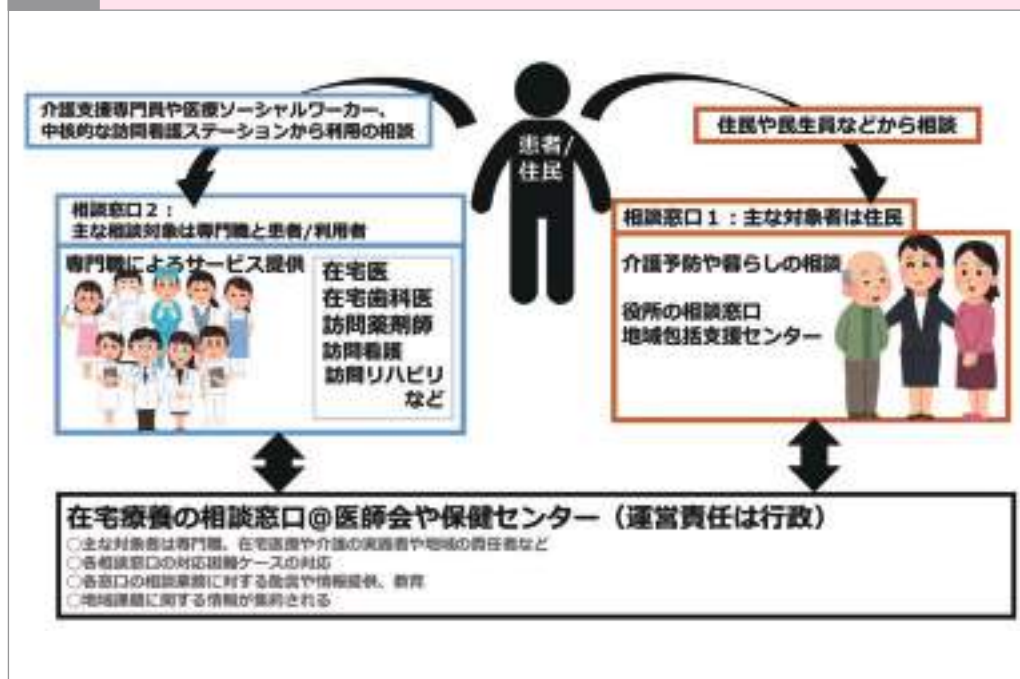 介護支援専門員や医療ソーシャルワーカー、
中核的な訪問看護ステーションから利用の相談
患者/
住民
住民や民生員などから相談
相談窓口2:
主な相談対象は専門職と患者/利用者
専門職によるサービス提供
在宅医
在宅歯科医
訪問薬剤師
訪問看護
訪問リハビリ
など
相談窓口1:主な対象者は住民
介護予防や暮らしの相談
役所の相談窓口
地域包括支援センター
在宅療養の相談窓口@医師会や保健センター(運営責任は行政)
○主な対象者は専門職、在宅医療や介護の実践者や地域の責任者など
○各相談窓口の対応困難ケースの対応
○各窓口の相談業務に対する助言や情報提供、教育
○地域課題に関する情報が集約される